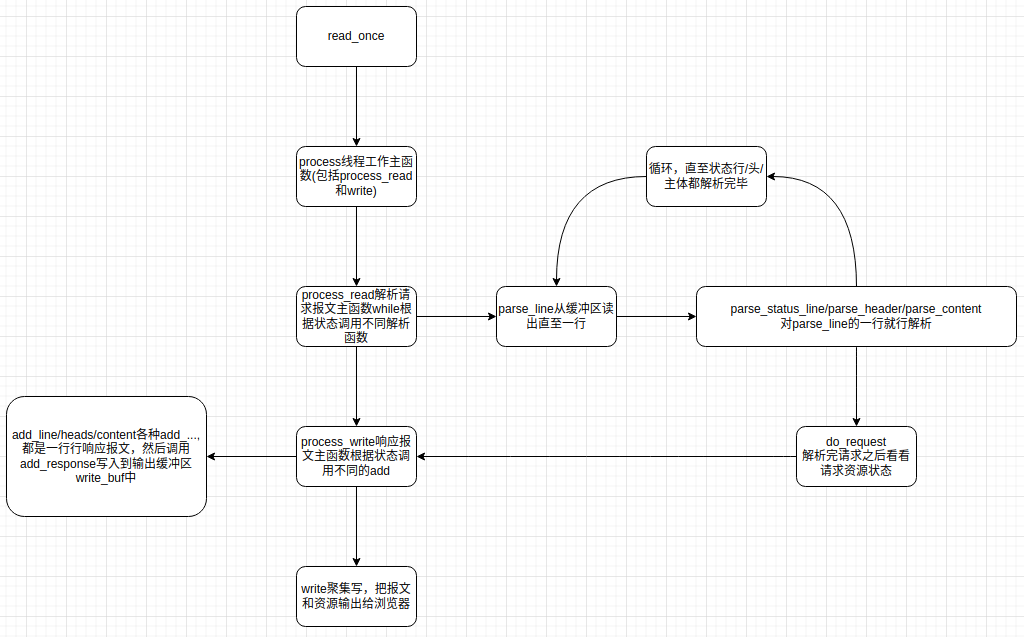 read_once
process线程工作主函
数(包括process_read
和write)
循环，直至状态行/头/
主体都解析完毕
process_read解析请
求报文主函数while根
据状态调用不同解析
函数
parse_line从缓冲区读
出直至一行
parse_status_line/parse_header/parse_content
对parse_line的一行就行解析
add_line/heads/content各种add_...,
都是一行行响应报文，然后调用
add_response写入到输出缓冲区
write_buf中
process_write响应报
文主函数根据状态调
用不同的add
do_request
解析完请求之后看看
请求资源状态
write聚集写，把报文
和资源输出给浏览器